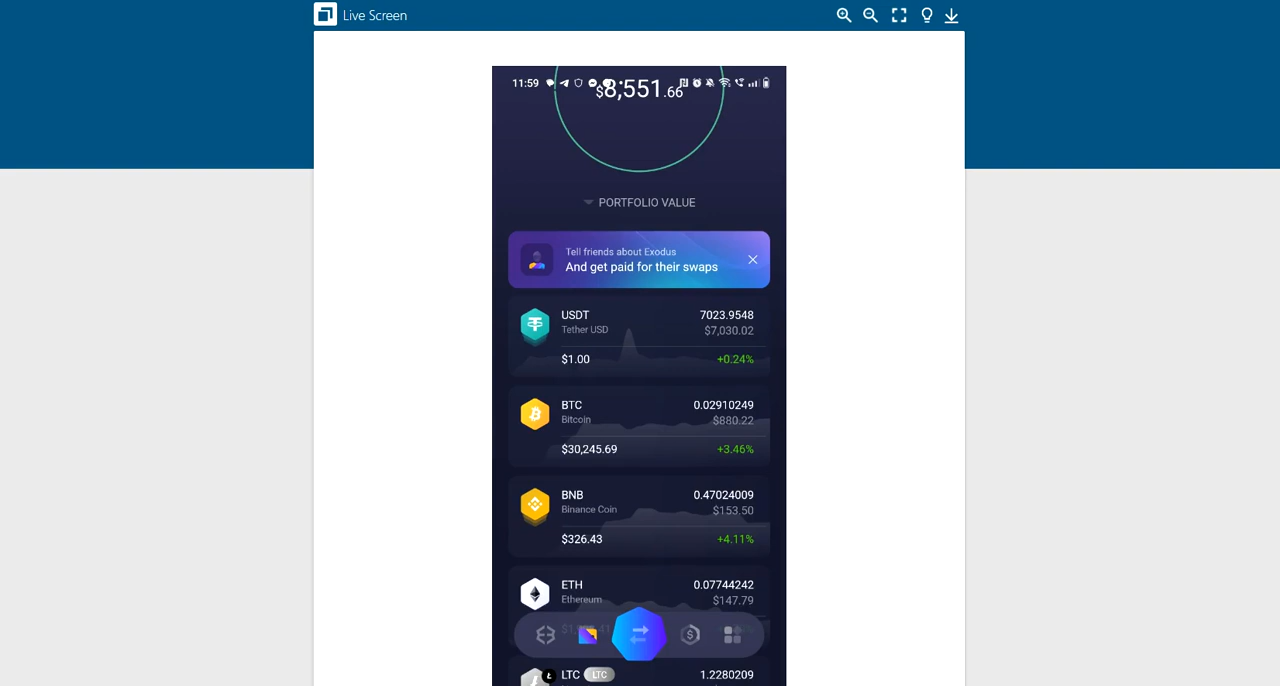 Live Screen
11:59
$8,551.66
PORTFOLIO VALUE
Tell friends about Exodus
And get paid for their swaps
USDT 7023.9548
Tether USD $7,030.02
$1.00 +0.24%
BTC 0.02910249
Bitcoin $880.22
$30,245.69 +3.46%
BNB 0.47024009
Binance Coin $153.50
$326.43 +4.11%
ETH 0.07744242
Ethereum $147.79
LTC LTC 1.2280209